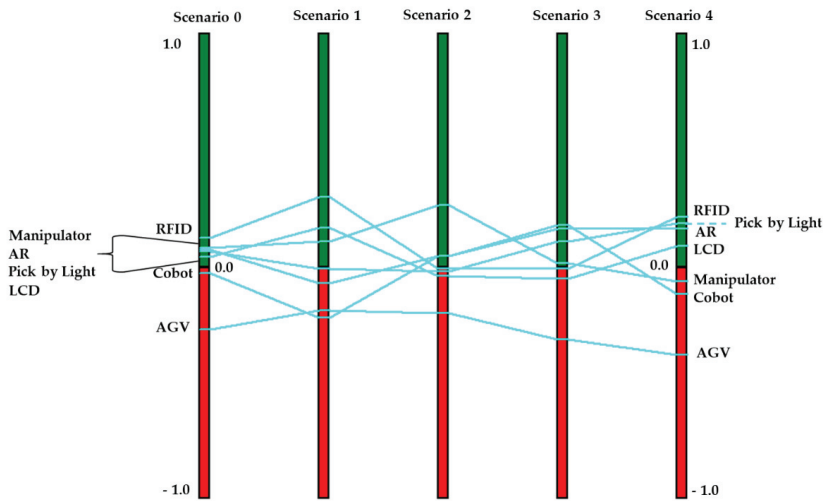 Scenario 0 Scenario 1 Scenario 2 Scenario 3 Scenario 4
1.0 1.0
RFID
Manipulator
AR
Pick by Light
LCD
Cobot
0.0
AGV
- 1.0
RFID
Pick by Light
AR
LCD
0.0
Manipulator
Cobot
AGV
- 1.0